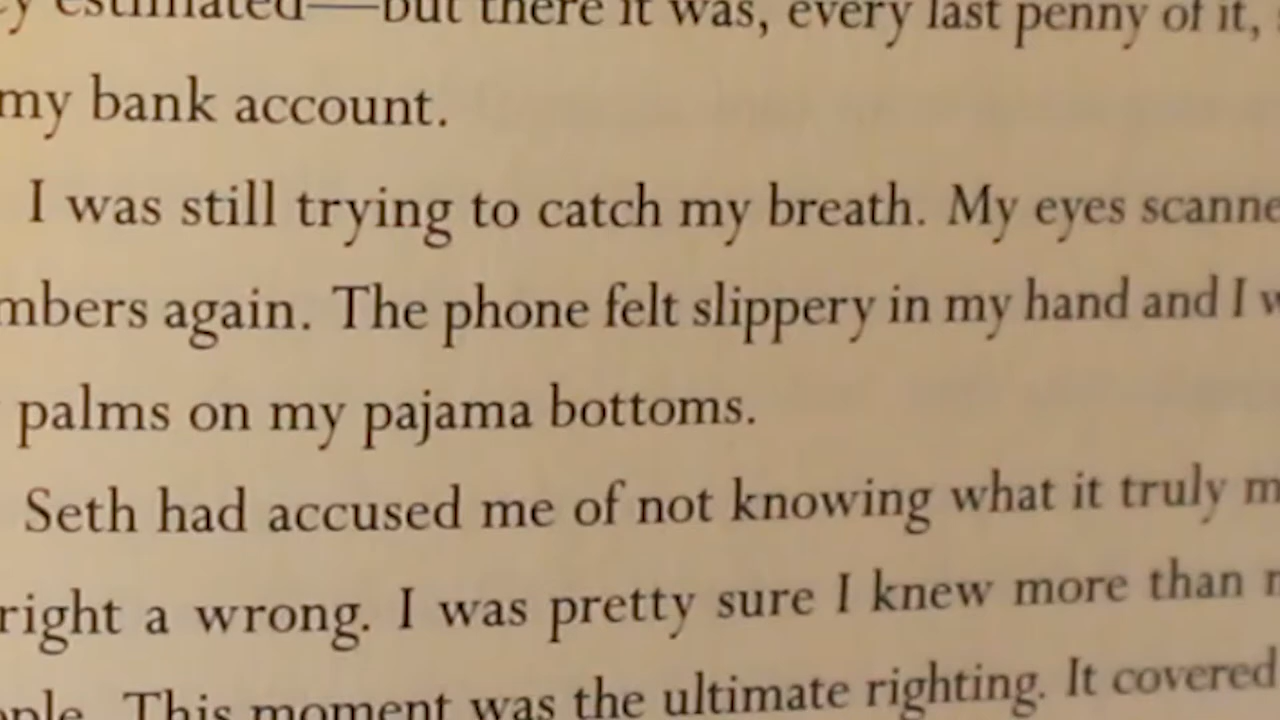 estimated—but there it was, every last penny of it,
my bank account.
I was still trying to catch my breath. My eyes scanne
mbers again. The phone felt slippery in my hand and I w
palms on my pajama bottoms.
Seth had accused me of not knowing what it truly m
right a wrong. I was pretty sure I knew more than
ple. This moment was the ultimate righting. It covered